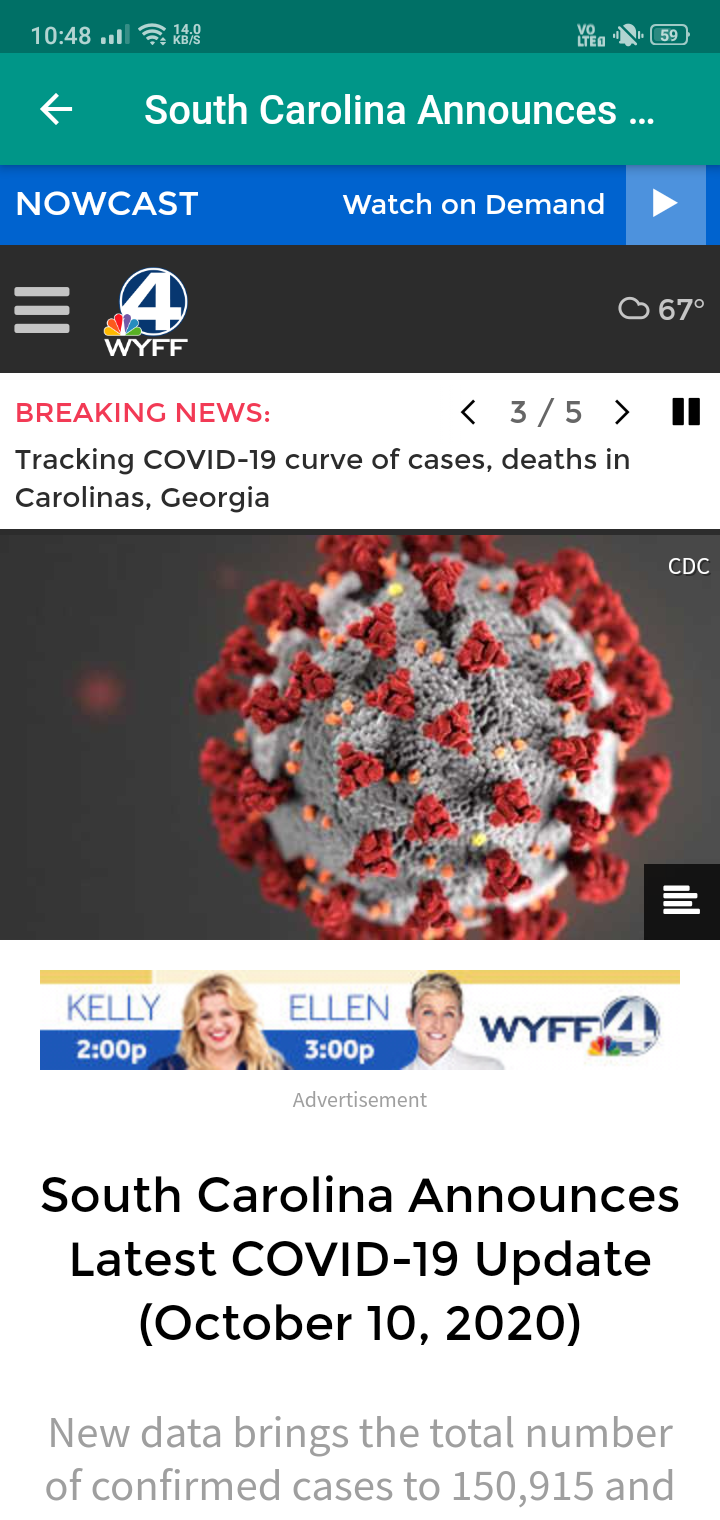 10:48 14.0 KB/S VO LTE 59
South Carolina Announces ...
NOWCAST Watch on Demand
4
WYFF 67°
BREAKING NEWS: 3 / 5
Tracking COVID-19 curve of cases, deaths in
Carolinas, Georgia
CDC
KELLY ELLEN WYFF 4
2:00p 3:00p
Advertisement
South Carolina Announces
Latest COVID-19 Update
(October 10, 2020)
New data brings the total number
of confirmed cases to 150,915 and